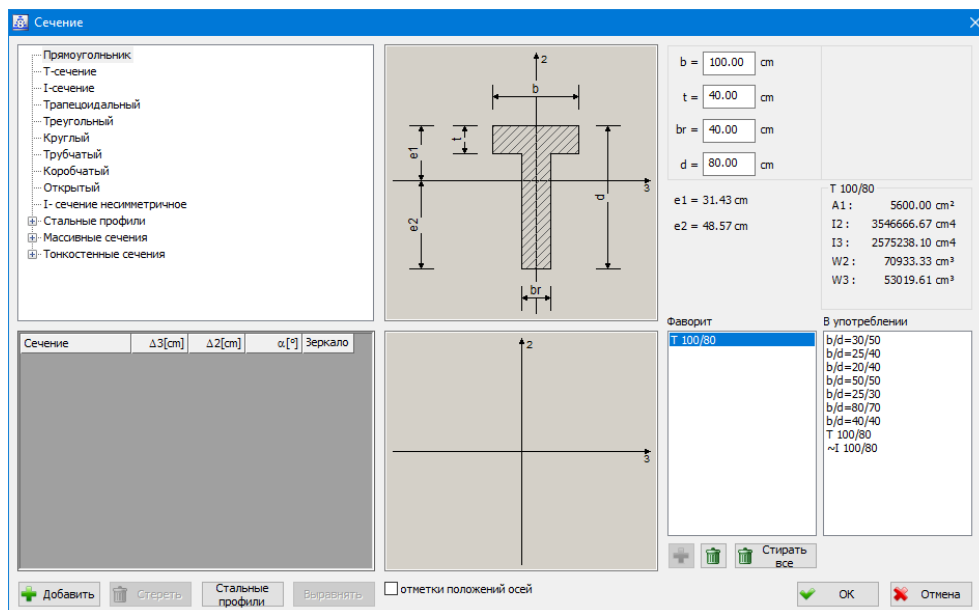 Сечение
Прямоуголньник
Т-сечение
I-сечение
Трапецоидальный
Треугольный
Круглый
Трубчатый
Коробчатый
Открытый
I- сечение несимметричное
Стальные профили
Массивные сечения
Тонкостенные сечения
2
b
t
e1
3
d
e2
br
b = 100.00 cm
t = 40.00 cm
br = 40.00 cm
d = 80.00 cm
e1 = 31.43 cm
e2 = 48.57 cm
T 100/80
A1 : 5600.00 cm²
I2 : 3546666.67 cm4
I3 : 2575238.10 cm4
W2 : 70933.33 cm³
W3 : 53019.61 cm³
Сечение Δ3[cm] Δ2[cm] α[º] Зеркало
2
3
Фаворит
T 100/80
В употреблении
b/d=30/50
b/d=25/40
b/d=20/40
b/d=50/50
b/d=25/30
b/d=80/70
b/d=40/40
T 100/80
~I 100/80
Стирать
все
Добавить
Стереть
Стальные
профили
Выравнять
отметки положений осей
OK
Отмена